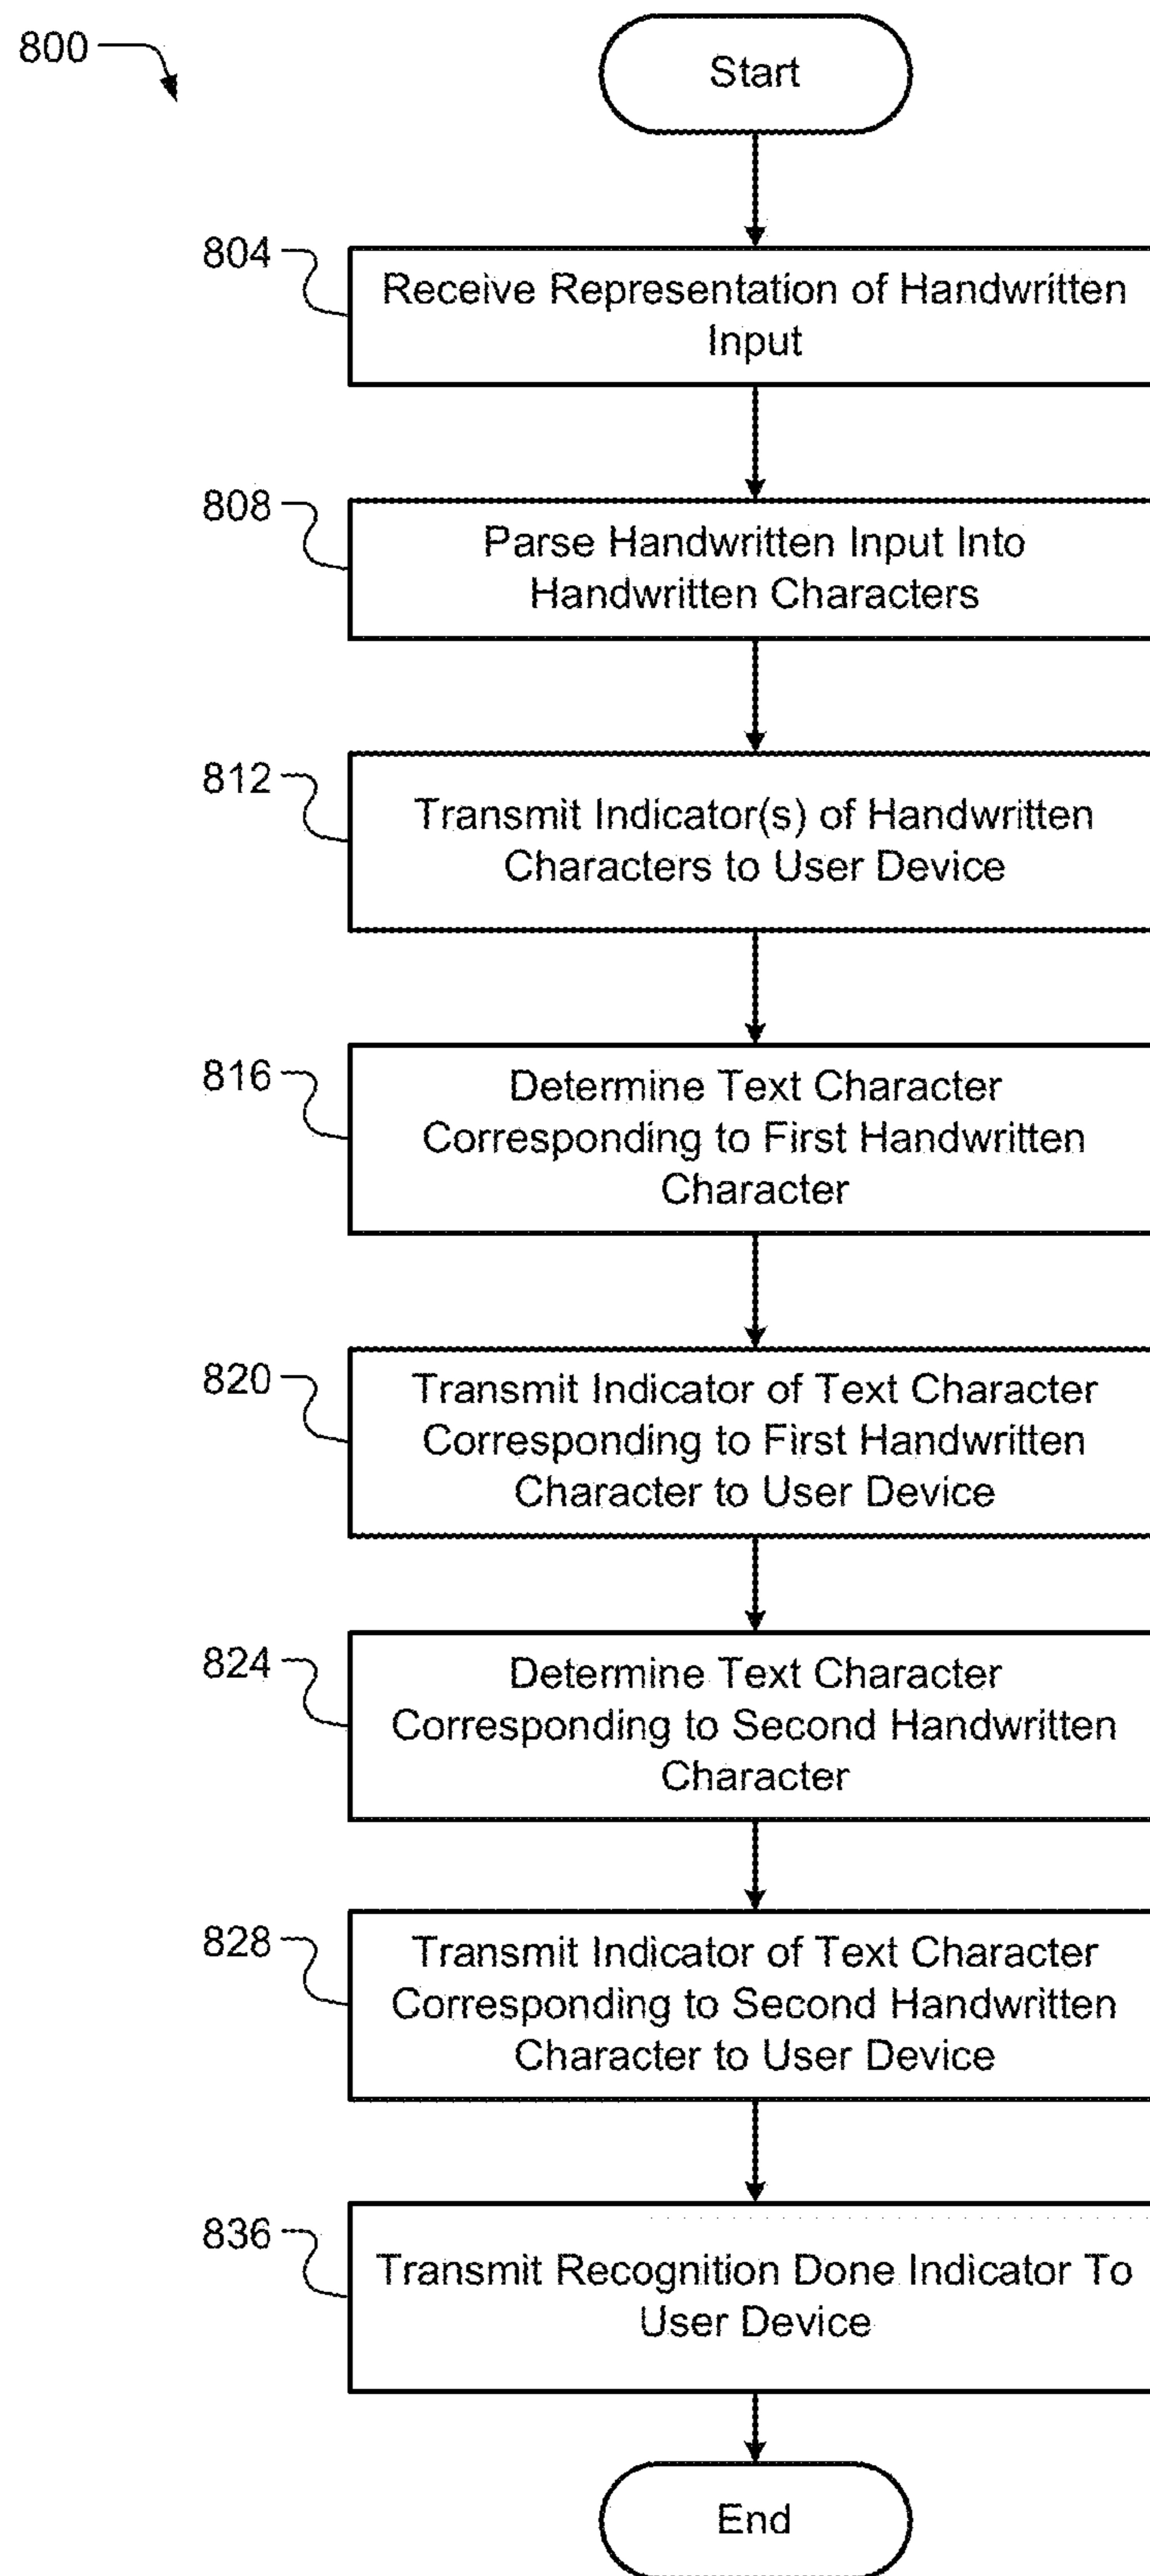 800
Start
804
Receive Representation of Handwritten
Input
808
Parse Handwritten Input Into
Handwritten Characters
812
Transmit Indicator(s) of Handwritten
Characters to User Device
816
Determine Text Character
Corresponding to First Handwritten
Character
820
Transmit Indicator of Text Character
Corresponding to First Handwritten
Character to User Device
824
Determine Text Character
Corresponding to Second Handwritten
Character
828
Transmit Indicator of Text Character
Corresponding to Second Handwritten
Character to User Device
836
Transmit Recognition Done Indicator To
User Device
End